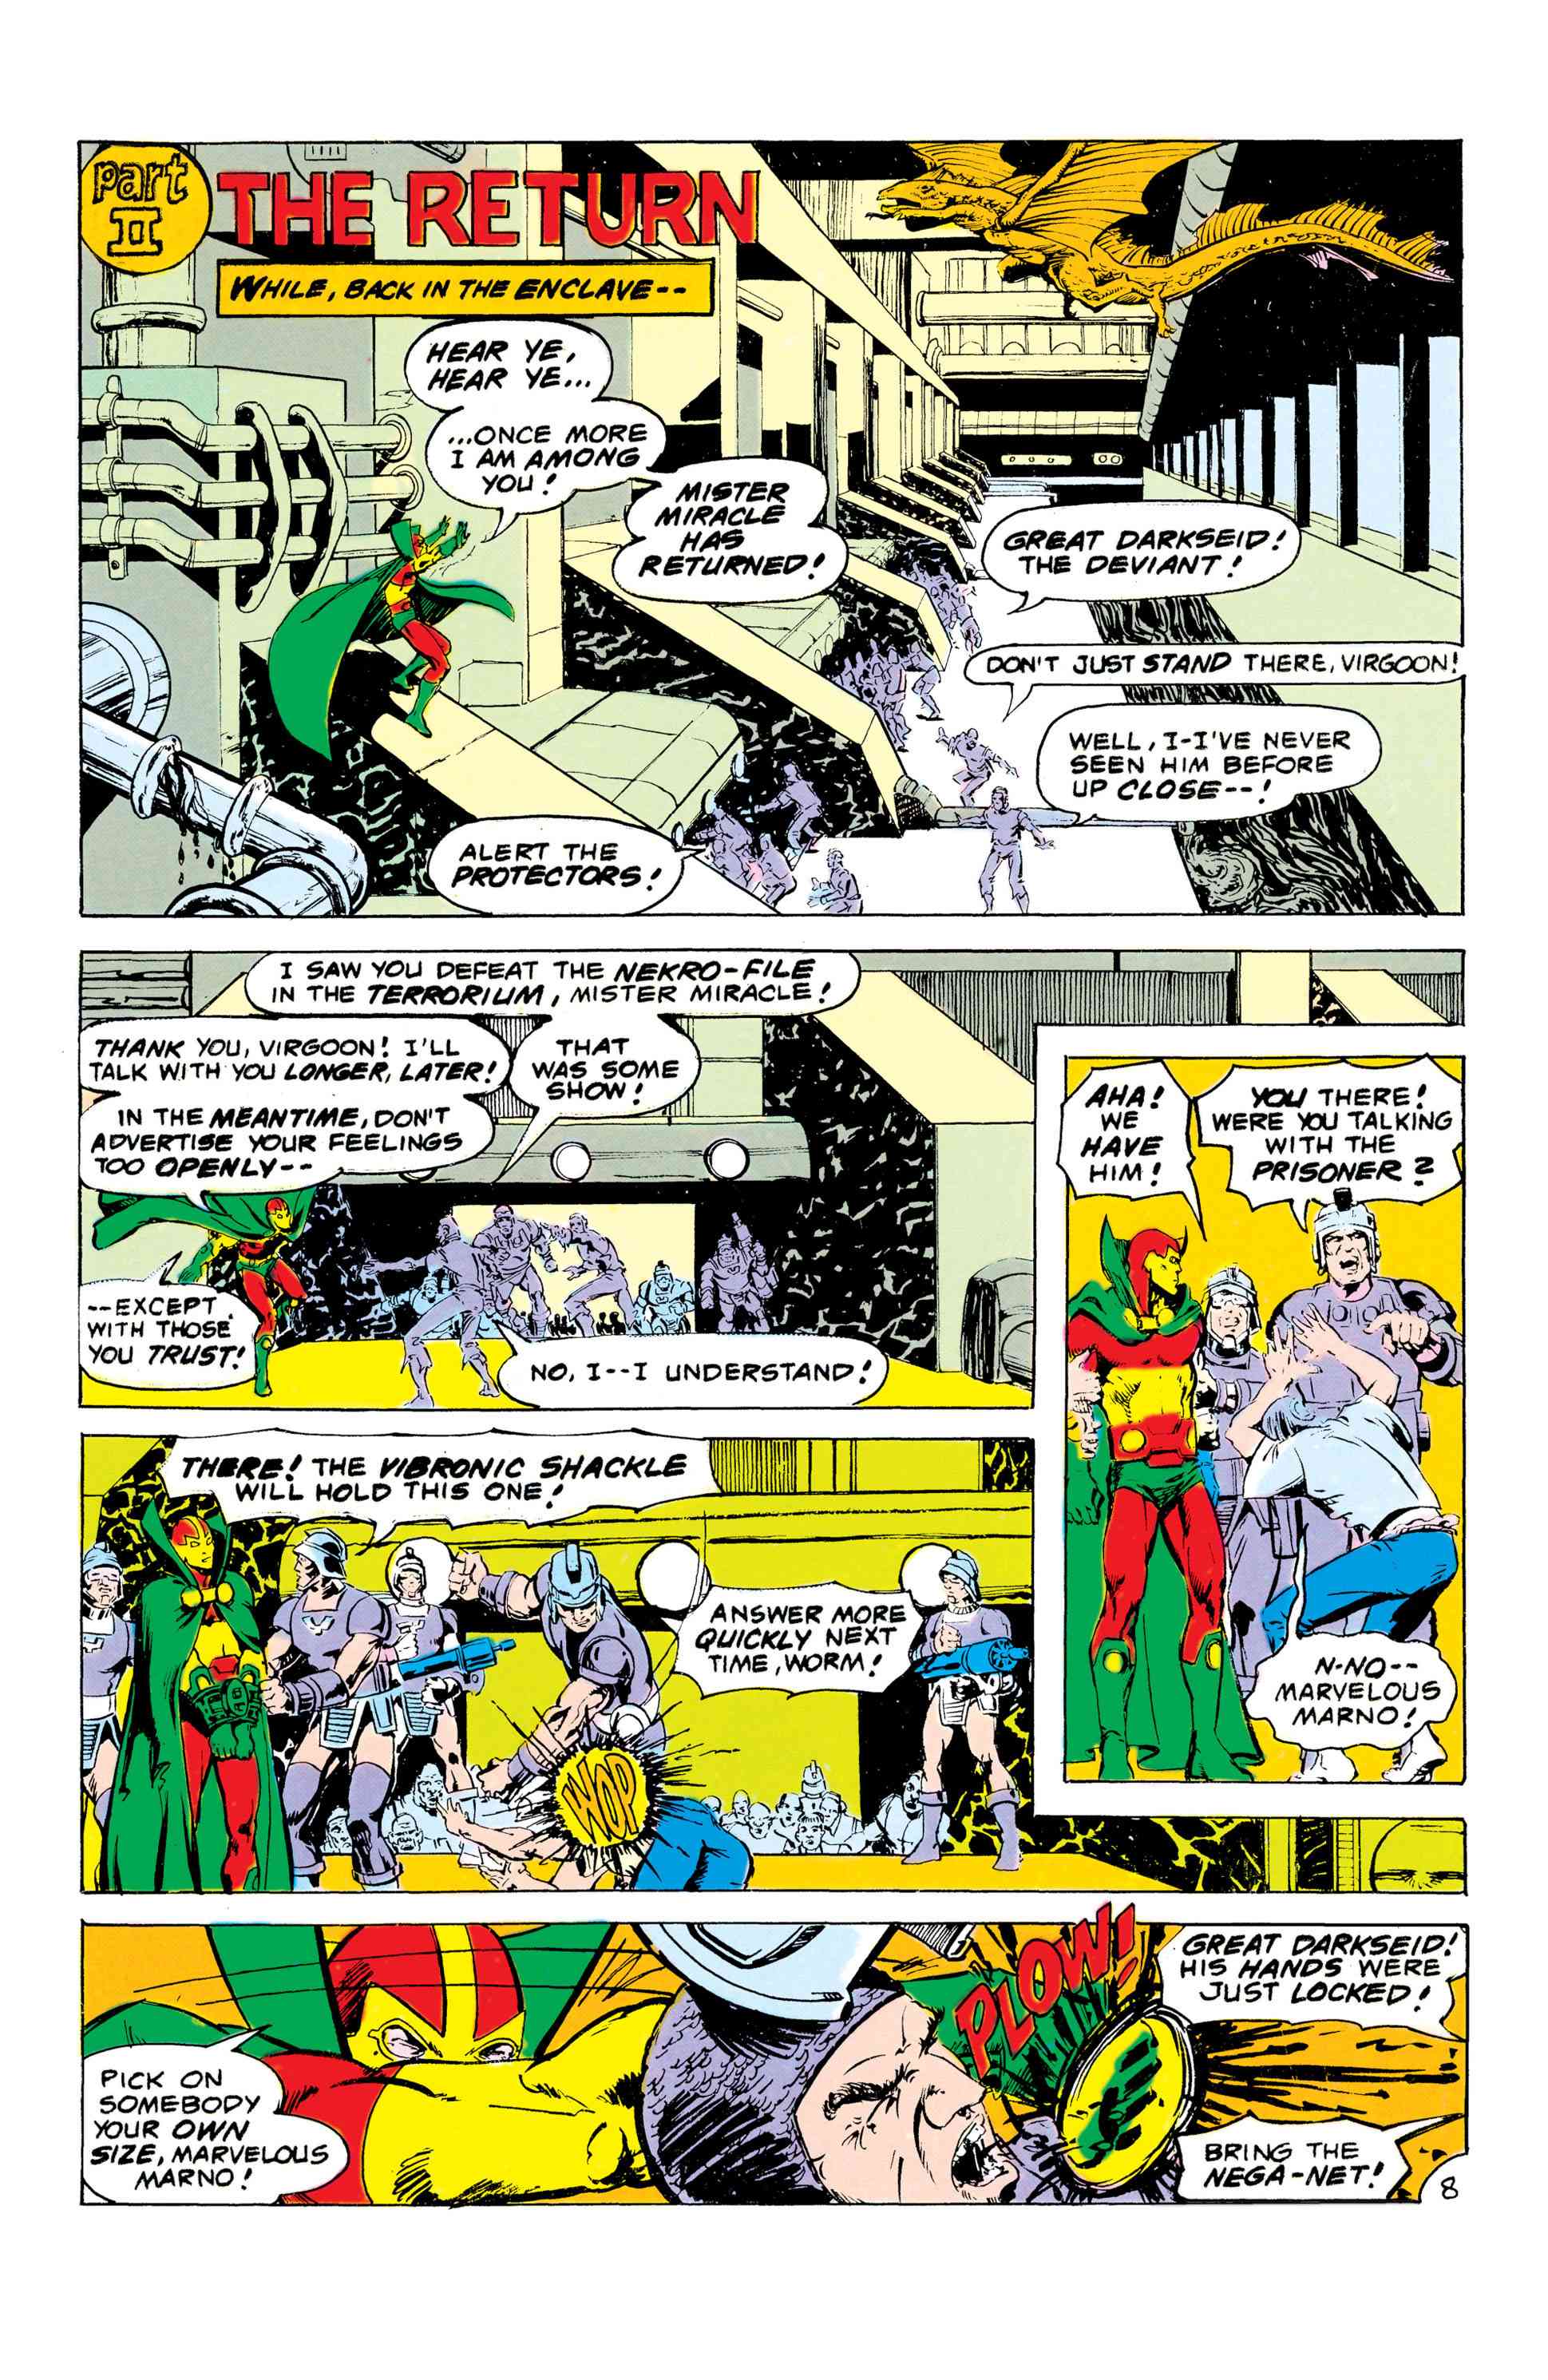 part
II
THE RETURN
WHILE, BACK IN THE ENCLAVE--
HEAR YE,
HEAR YE...
...ONCE MORE
I AM AMONG
YOU!
MISTER
MIRACLE
HAS
RETURNED!
GREAT DARKSEID!
THE DEVIANT!
DON'T JUST STAND THERE, VIRGOON!
WELL, I-I'VE NEVER
SEEN HIM BEFORE
UP CLOSE--!
ALERT THE
PROTECTORS!
I SAW YOU DEFEAT THE NEKRO-FILE
IN THE TERRORIUM, MISTER MIRACLE!
THAT
WAS SOME
SHOW!
THANK YOU, VIRGOON! I'LL
TALK WITH YOU LONGER, LATER!
IN THE MEANTIME, DON'T
ADVERTISE YOUR FEELINGS
TOO OPENLY--
--EXCEPT
WITH THOSE
YOU TRUST!
NO, I--I UNDERSTAND!
AHA!
WE
HAVE
HIM!
YOU THERE!
WERE YOU TALKING
WITH THE
PRISONER?
N-NO--
MARVELOUS
MARNO!
THERE! THE VIBRONIC SHACKLE
WILL HOLD THIS ONE!
ANSWER MORE
QUICKLY NEXT
TIME, WORM!
WOP
PICK ON
SOMEBODY
YOUR OWN
SIZE, MARVELOUS
MARNO!
PLOW!
GREAT DARKSEID!
HIS HANDS WERE
JUST LOCKED!
BRING THE
NEGA-NET!
8